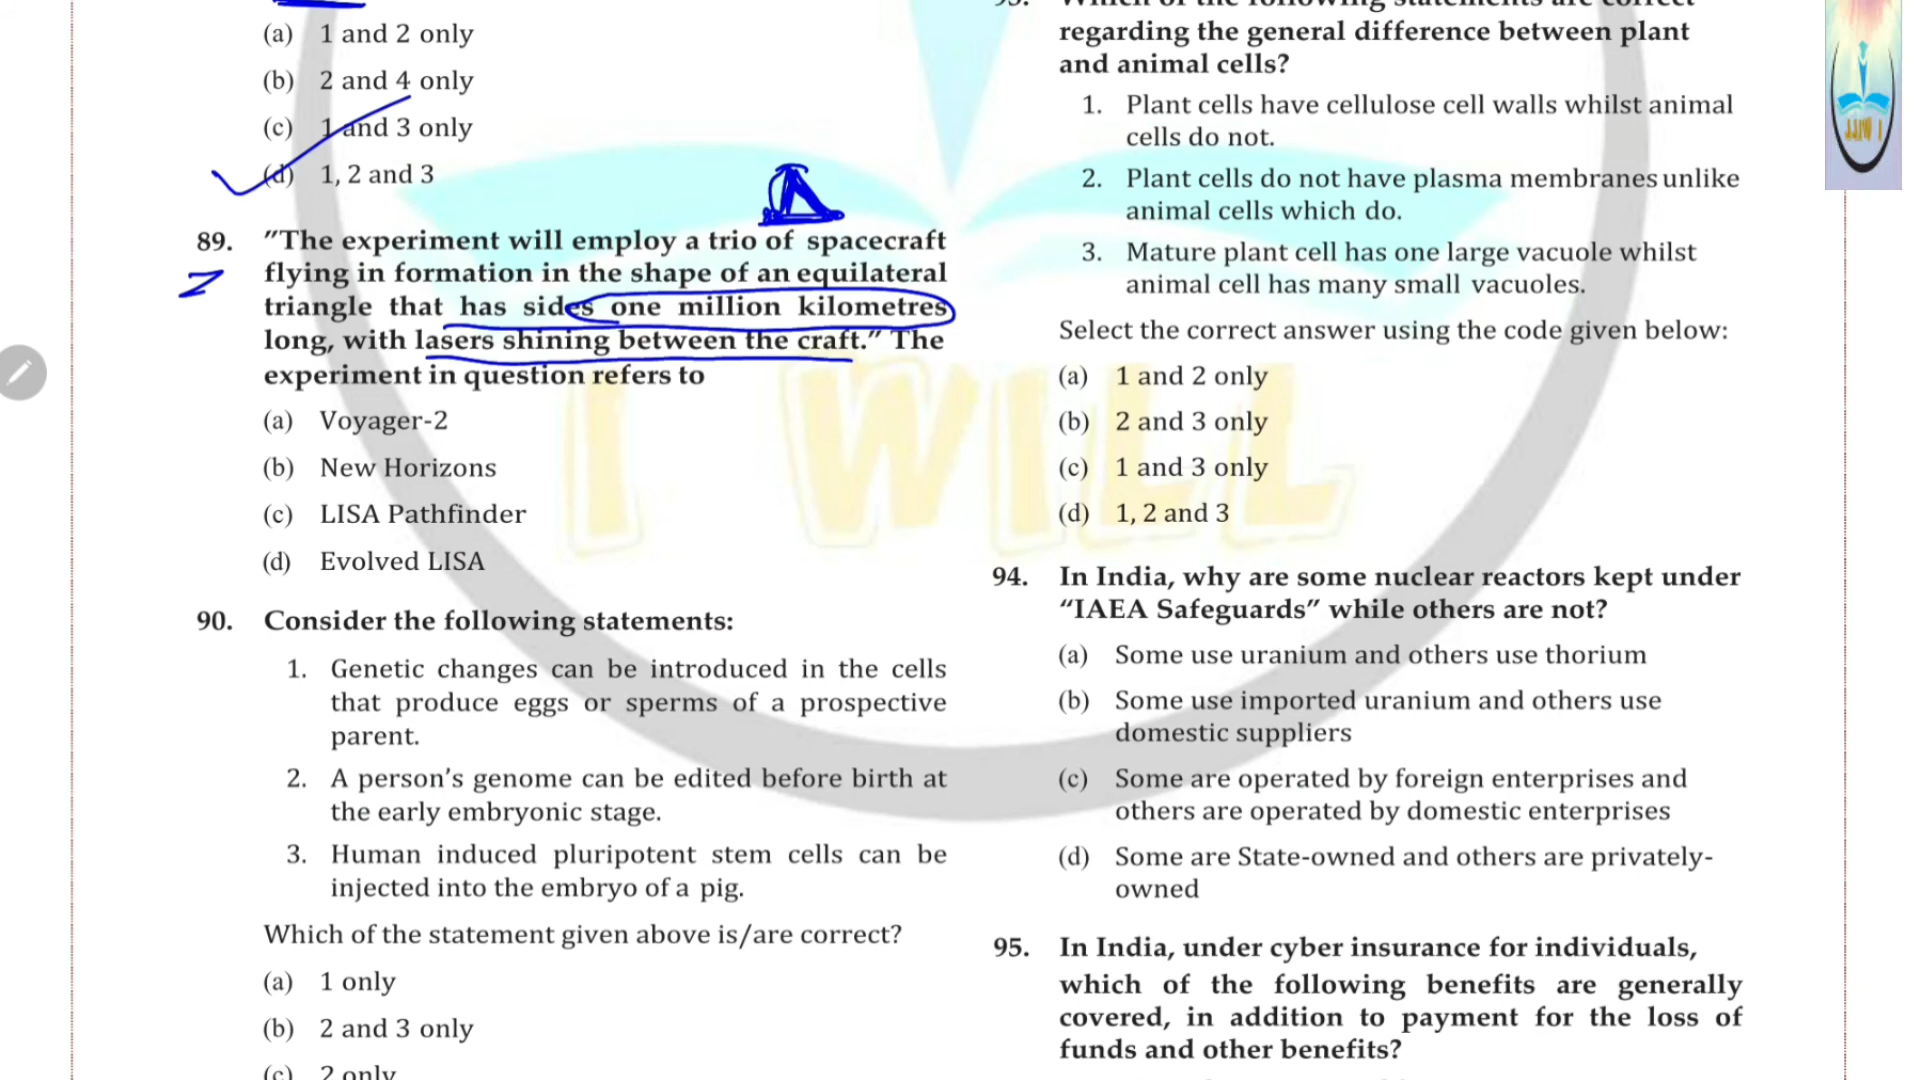 (a) 1 and 2 only
(b) 2 and 4 only
(c) 1 and 3 only
(d) 1, 2 and 3
89. "The experiment will employ a trio of spacecraft
flying in formation in the shape of an equilateral
triangle that has sides one million kilometres
long, with lasers shining between the craft." The
experiment in question refers to
(a) Voyager-2
(b) New Horizons
(c) LISA Pathfinder
(d) Evolved LISA
90. Consider the following statements:
1. Genetic changes can be introduced in the cells
that produce eggs or sperms of a prospective
parent.
2. A person's genome can be edited before birth at
the early embryonic stage.
3. Human induced pluripotent stem cells can be
injected into the embryo of a pig.
Which of the statement given above is/are correct?
(a) 1 only
(b) 2 and 3 only
(c) 2 only
93. Which of the following statements are correct
regarding the general difference between plant
and animal cells?
1. Plant cells have cellulose cell walls whilst animal
cells do not.
2. Plant cells do not have plasma membranes unlike
animal cells which do.
3. Mature plant cell has one large vacuole whilst
animal cell has many small vacuoles.
Select the correct answer using the code given below:
(a) 1 and 2 only
(b) 2 and 3 only
(c) 1 and 3 only
(d) 1, 2 and 3
94. In India, why are some nuclear reactors kept under
"IAEA Safeguards" while others are not?
(a) Some use uranium and others use thorium
(b) Some use imported uranium and others use
domestic suppliers
(c) Some are operated by foreign enterprises and
others are operated by domestic enterprises
(d) Some are State-owned and others are privately-
owned
95. In India, under cyber insurance for individuals,
which of the following benefits are generally
covered, in addition to payment for the loss of
funds and other benefits?
I WILL